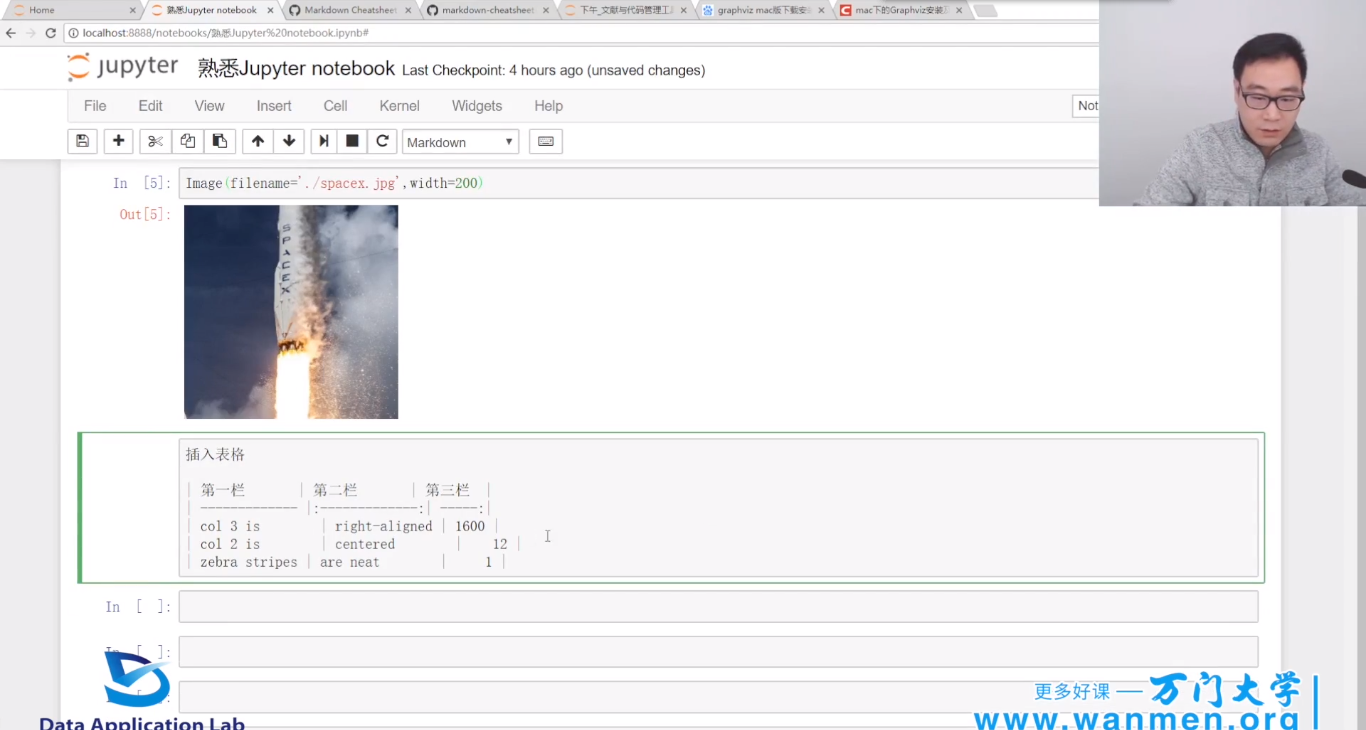 Home
熟悉Jupyter notebook
Markdown Cheatsheet
markdown-cheatsheet
下午_文献与代码管理工具
graphviz mac版下载安装
mac下的Graphviz安装及
localhost:8888/notebooks/熟悉Jupyter%20notebook.ipynb#
jupyter 熟悉Jupyter notebook Last Checkpoint: 4 hours ago (unsaved changes)
File Edit View Insert Cell Kernel Widgets Help Not
Markdown
In [5]: Image(filename='./spacex.jpg',width=200)
Out[5]:
SPACEX
插入表格
| 第一栏 | 第二栏 | 第三栏 |
| ------------- |:-------------:| -----:|
| col 3 is | right-aligned | 1600 |
| col 2 is | centered | 12 |
| zebra stripes | are neat | 1 |
In [ ]:
In [ ]:
]:
Data Application Lab
更多好课 — 万门大学
www.wanmen.org